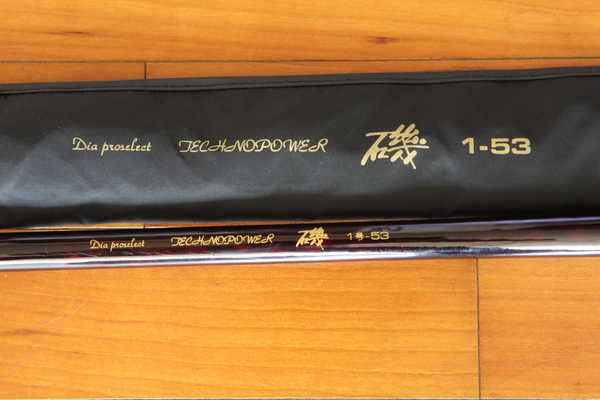 Dia proselect TECHNOPOWER 磯 1-53
Dia proselect TECHNOPOWER 磯 1号-53